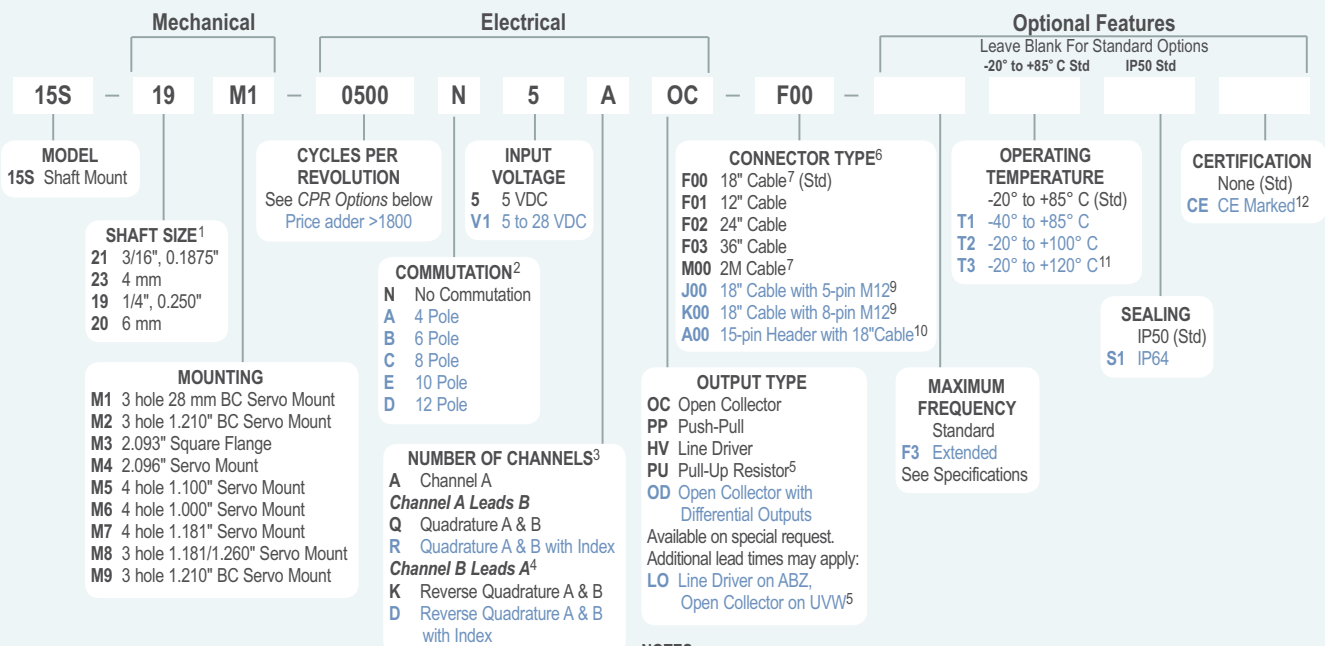 Mechanical
Electrical
Optional Features
Leave Blank For Standard Options
-20° to +85° C Std IP50 Std
15S – 19 M1 – 0500 N 5 A OC – F00 –
MODEL
15S Shaft Mount
SHAFT SIZE1
21 3/16", 0.1875"
23 4 mm
19 1/4", 0.250"
20 6 mm
MOUNTING
M1 3 hole 28 mm BC Servo Mount
M2 3 hole 1.210" BC Servo Mount
M3 2.093" Square Flange
M4 2.096" Servo Mount
M5 4 hole 1.100" Servo Mount
M6 4 hole 1.000" Servo Mount
M7 4 hole 1.181" Servo Mount
M8 3 hole 1.181/1.260" Servo Mount
M9 3 hole 1.210" BC Servo Mount
CYCLES PER
REVOLUTION
See CPR Options below
Price adder >1800
COMMUTATION2
N No Commutation
A 4 Pole
B 6 Pole
C 8 Pole
E 10 Pole
D 12 Pole
INPUT
VOLTAGE
5 5 VDC
V1 5 to 28 VDC
NUMBER OF CHANNELS3
A Channel A
Channel A Leads B
Q Quadrature A & B
R Quadrature A & B with Index
Channel B Leads A4
K Reverse Quadrature A & B
D Reverse Quadrature A & B
with Index
CONNECTOR TYPE6
F00 18" Cable7 (Std)
F01 12" Cable
F02 24" Cable
F03 36" Cable
M00 2M Cable7
J00 18" Cable with 5-pin M129
K00 18" Cable with 8-pin M129
A00 15-pin Header with 18"Cable10
OUTPUT TYPE
OC Open Collector
PP Push-Pull
HV Line Driver
PU Pull-Up Resistor5
OD Open Collector with
Differential Outputs
Available on special request.
Additional lead times may apply:
LO Line Driver on ABZ,
Open Collector on UVW5
MAXIMUM
FREQUENCY
Standard
F3 Extended
See Specifications
OPERATING
TEMPERATURE
-20° to +85° C (Std)
T1 -40° to +85° C
T2 -20° to +100° C
T3 -20° to +120° C11
SEALING
IP50 (Std)
S1 IP64
CERTIFICATION
None (Std)
CE CE Marked12